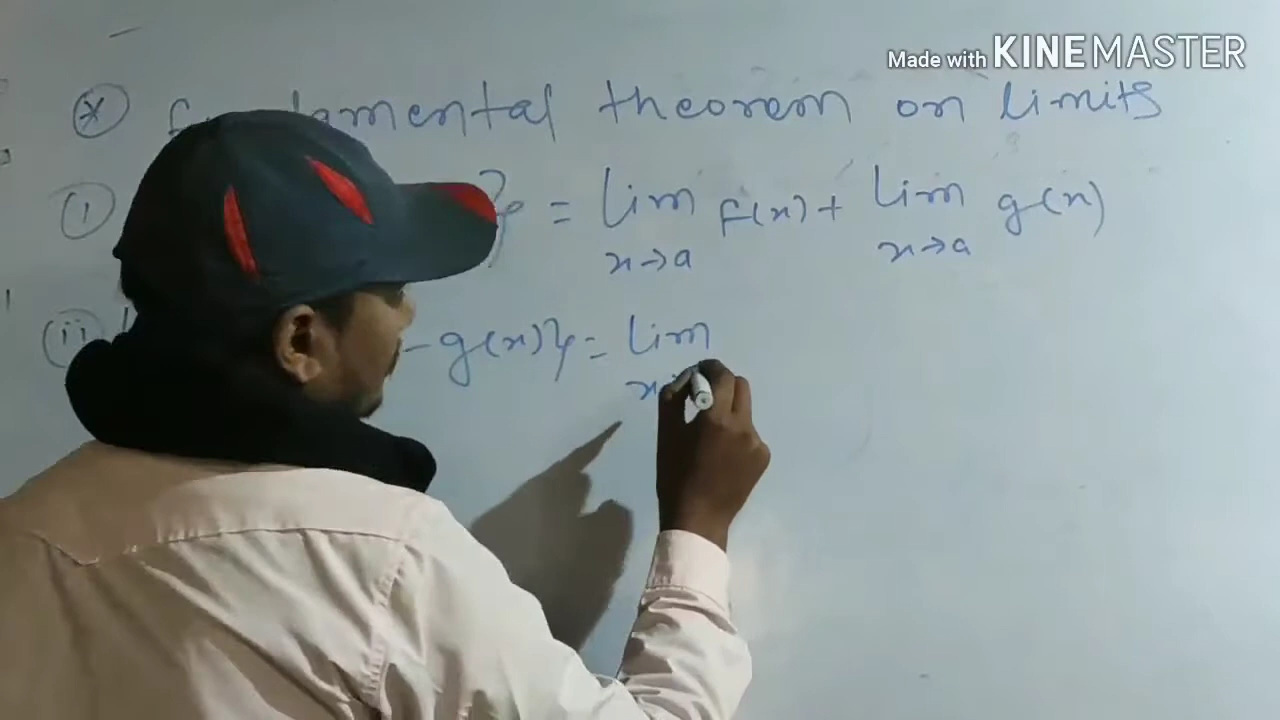 Made with KINEMASTER
* fundamental theorem on limits
(i) } = lim f(x) + lim g(x)
x→a x→a
(ii) - g(x)} = lim
x